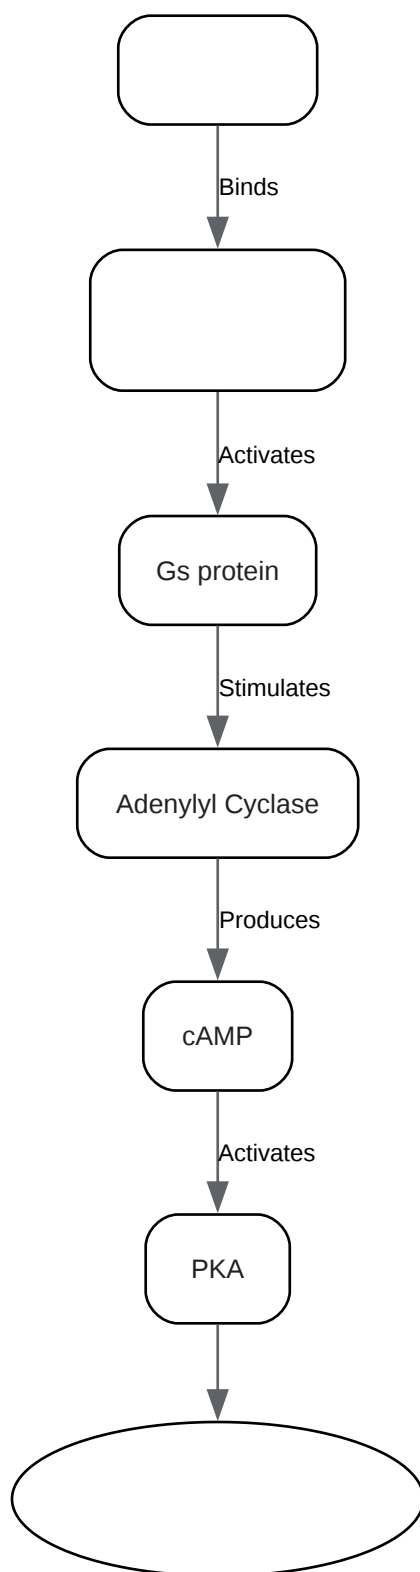 Binds
Activates
Gs protein
Stimulates
Adenylyl Cyclase
Produces
cAMP
Activates
PKA